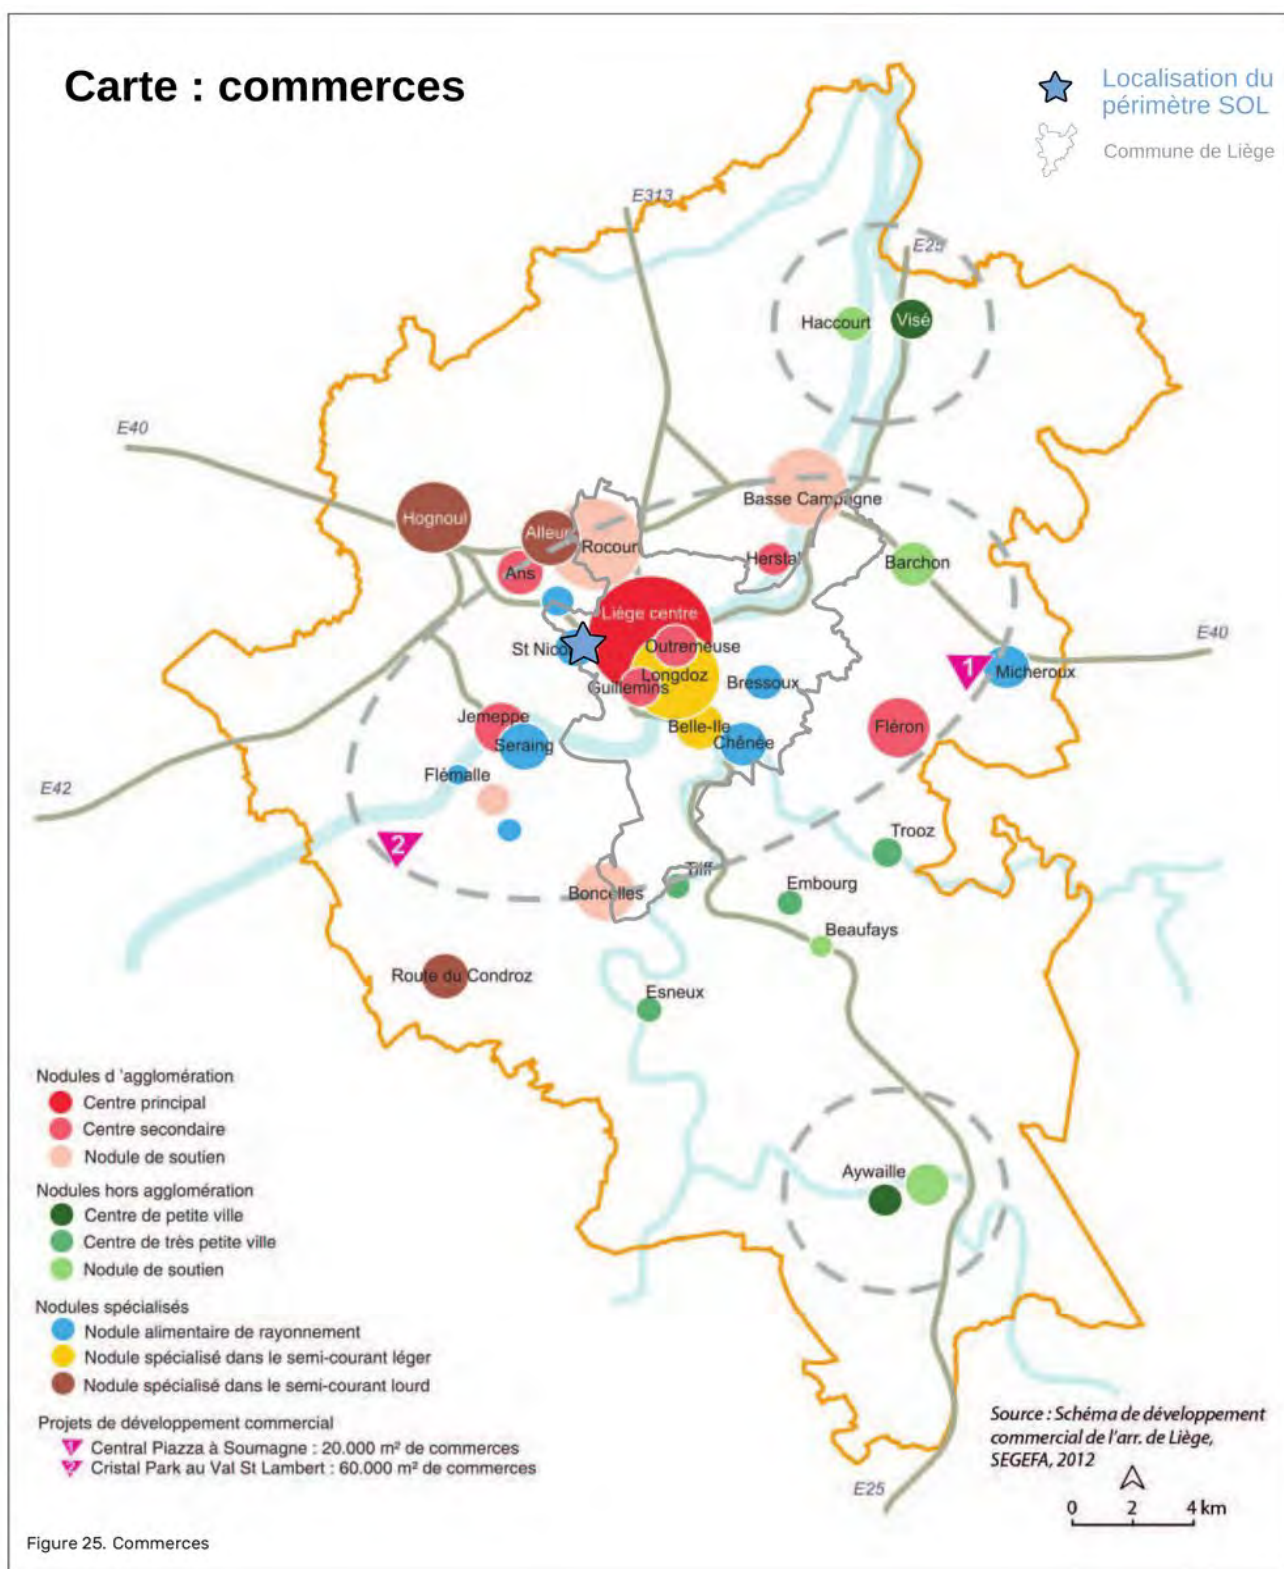 Carte : commerces
Localisation du
périmètre SOL
Commune de Liège
E313
E25
Haccourt
Visé
E40
Hognoul
Alleur
Rocour
Basse Campagne
Ans
Herstal
Barchon
Liège centre
St Nico
Outremeuse
Longdoz
Guillemins
Bressoux
1
Micheroux
E40
Jemeppe
Seraing
Belle-Ile
Chênée
Fléron
Flémalle
E42
2
Trooz
Tilff
Embourg
Boncelles
Beaufays
Route du Condroz
Esneux
Aywaille
Nodules d 'agglomération
Centre principal
Centre secondaire
Nodule de soutien
Nodules hors agglomération
Centre de petite ville
Centre de très petite ville
Nodule de soutien
Nodules spécialisés
Nodule alimentaire de rayonnement
Nodule spécialisé dans le semi-courant léger
Nodule spécialisé dans le semi-courant lourd
Projets de développement commercial
1 Central Piazza à Soumagne : 20.000 m² de commerces
2 Cristal Park au Val St Lambert : 60.000 m² de commerces
Source : Schéma de développement
commercial de l'arr. de Liège,
SEGEFA, 2012
E25
0 2 4 km
Figure 25. Commerces